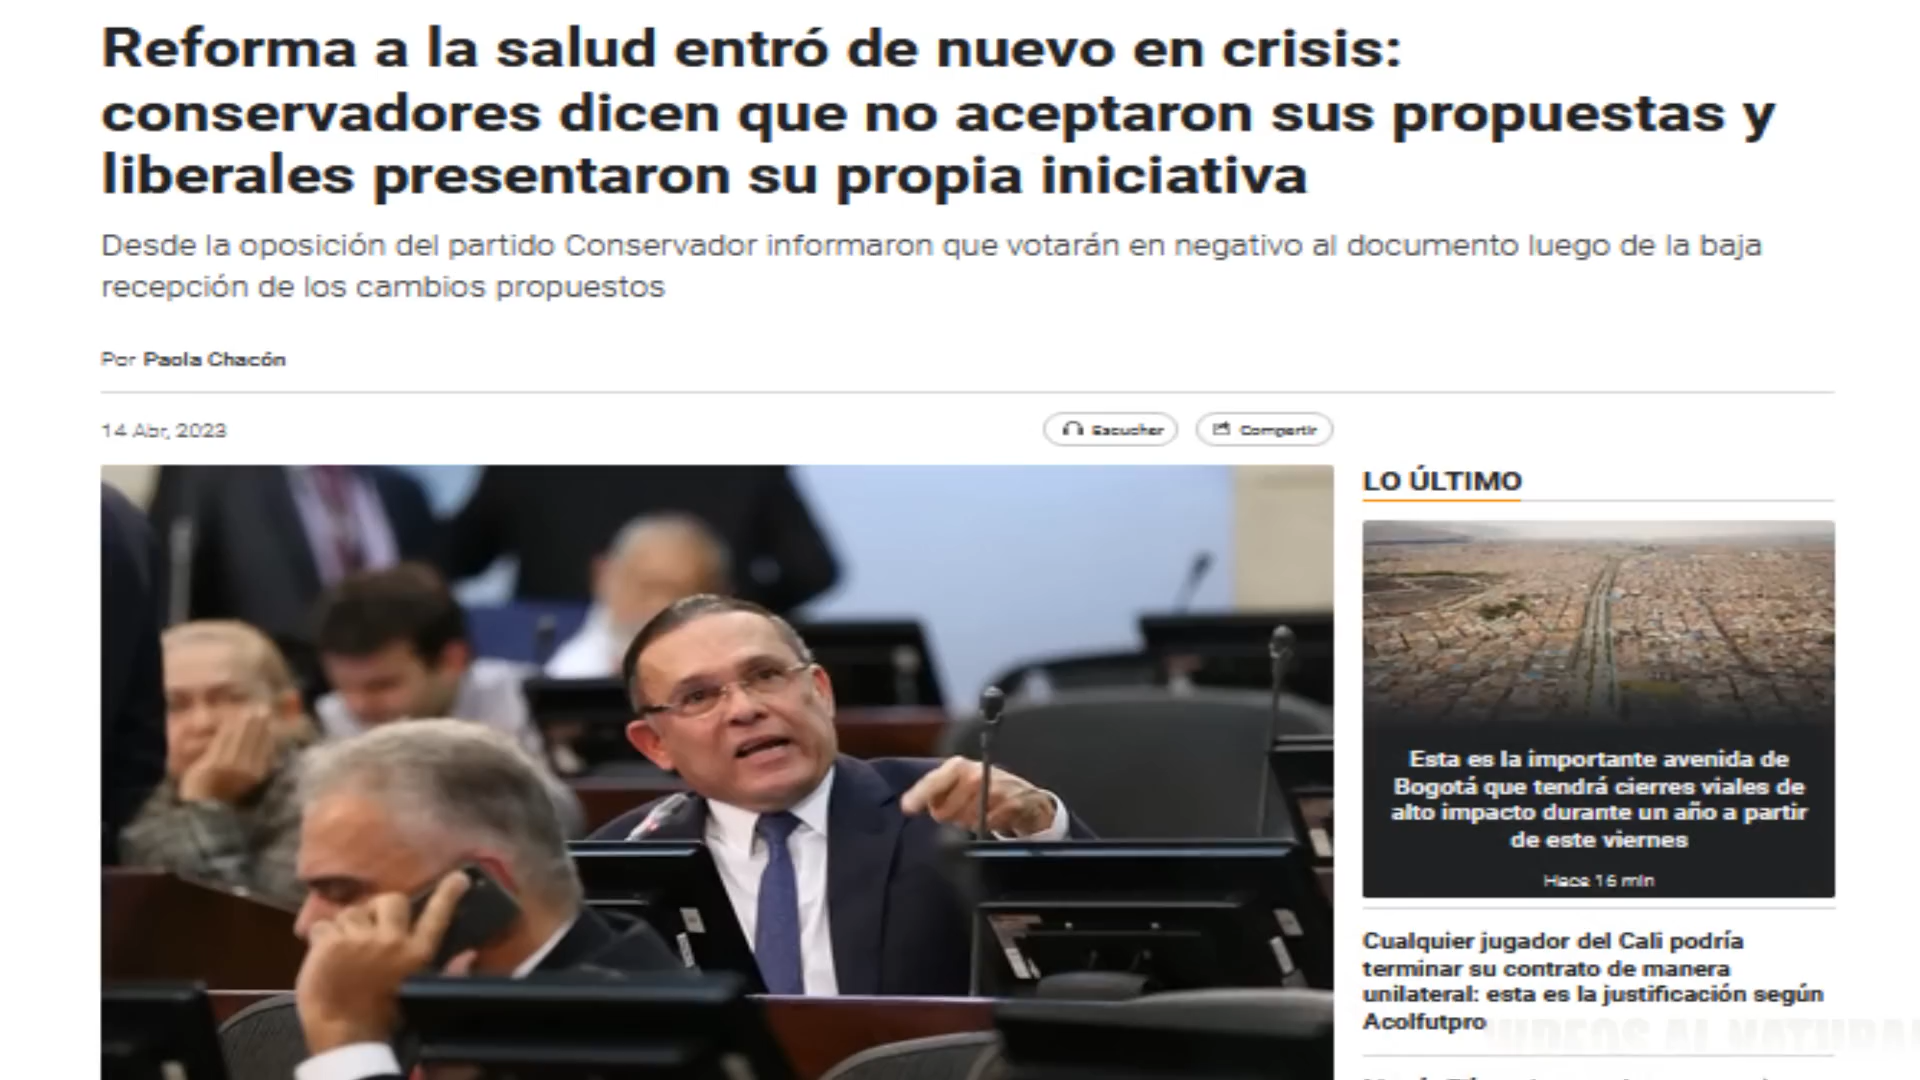 Reforma a la salud entró de nuevo en crisis:
conservadores dicen que no aceptaron sus propuestas y
liberales presentaron su propia iniciativa
Desde la oposición del partido Conservador informaron que votarán en negativo al documento luego de la baja
recepción de los cambios propuestos
Por Paola Chacón
14 Abr, 2023
Escuchar
Compartir
LO ÚLTIMO
Esta es la importante avenida de
Bogotá que tendrá cierres viales de
alto impacto durante un año a partir
de este viernes
Hace 16 min
Cualquier jugador del Cali podría
terminar su contrato de manera
unilateral: esta es la justificación según
Acolfutpro